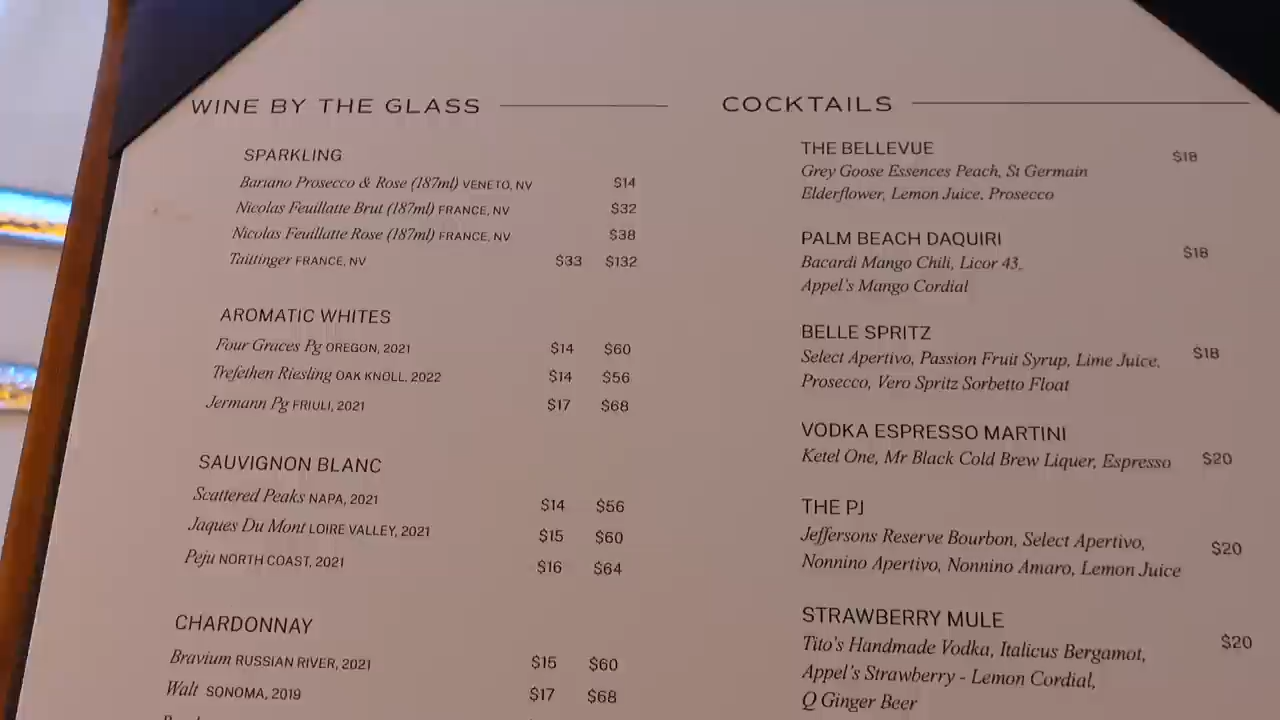 WINE BY THE GLASS
SPARKLING
Bariano Prosecco & Rose (187ml) VENETO, NV $14
Nicolas Feuillatte Brut (187ml) FRANCE, NV $32
Nicolas Feuillatte Rose (187ml) FRANCE, NV $38
Taittinger FRANCE, NV $33 $132
AROMATIC WHITES
Four Graces Pg OREGON, 2021 $14 $60
Trefethen Riesling OAK KNOLL, 2022 $14 $56
Jermann Pg FRIULI, 2021 $17 $68
SAUVIGNON BLANC
Scattered Peaks NAPA, 2021 $14 $56
Jaques Du Mont LOIRE VALLEY, 2021 $15 $60
Peju NORTH COAST, 2021 $16 $64
CHARDONNAY
Bravium RUSSIAN RIVER, 2021 $15 $60
Walt SONOMA, 2019 $17 $68
COCKTAILS
THE BELLEVUE $18
Grey Goose Essences Peach, St Germain
Elderflower, Lemon Juice, Prosecco
PALM BEACH DAQUIRI $18
Bacardi Mango Chili, Licor 43,
Appel's Mango Cordial
BELLE SPRITZ $18
Select Apertivo, Passion Fruit Syrup, Lime Juice,
Prosecco, Vero Spritz Sorbetto Float
VODKA ESPRESSO MARTINI
Ketel One, Mr Black Cold Brew Liquer, Espresso $20
THE PJ
Jeffersons Reserve Bourbon, Select Apertivo, $20
Nonnino Apertivo, Nonnino Amaro, Lemon Juice
STRAWBERRY MULE
Tito's Handmade Vodka, Italicus Bergamot, $20
Appel's Strawberry - Lemon Cordial,
Q Ginger Beer